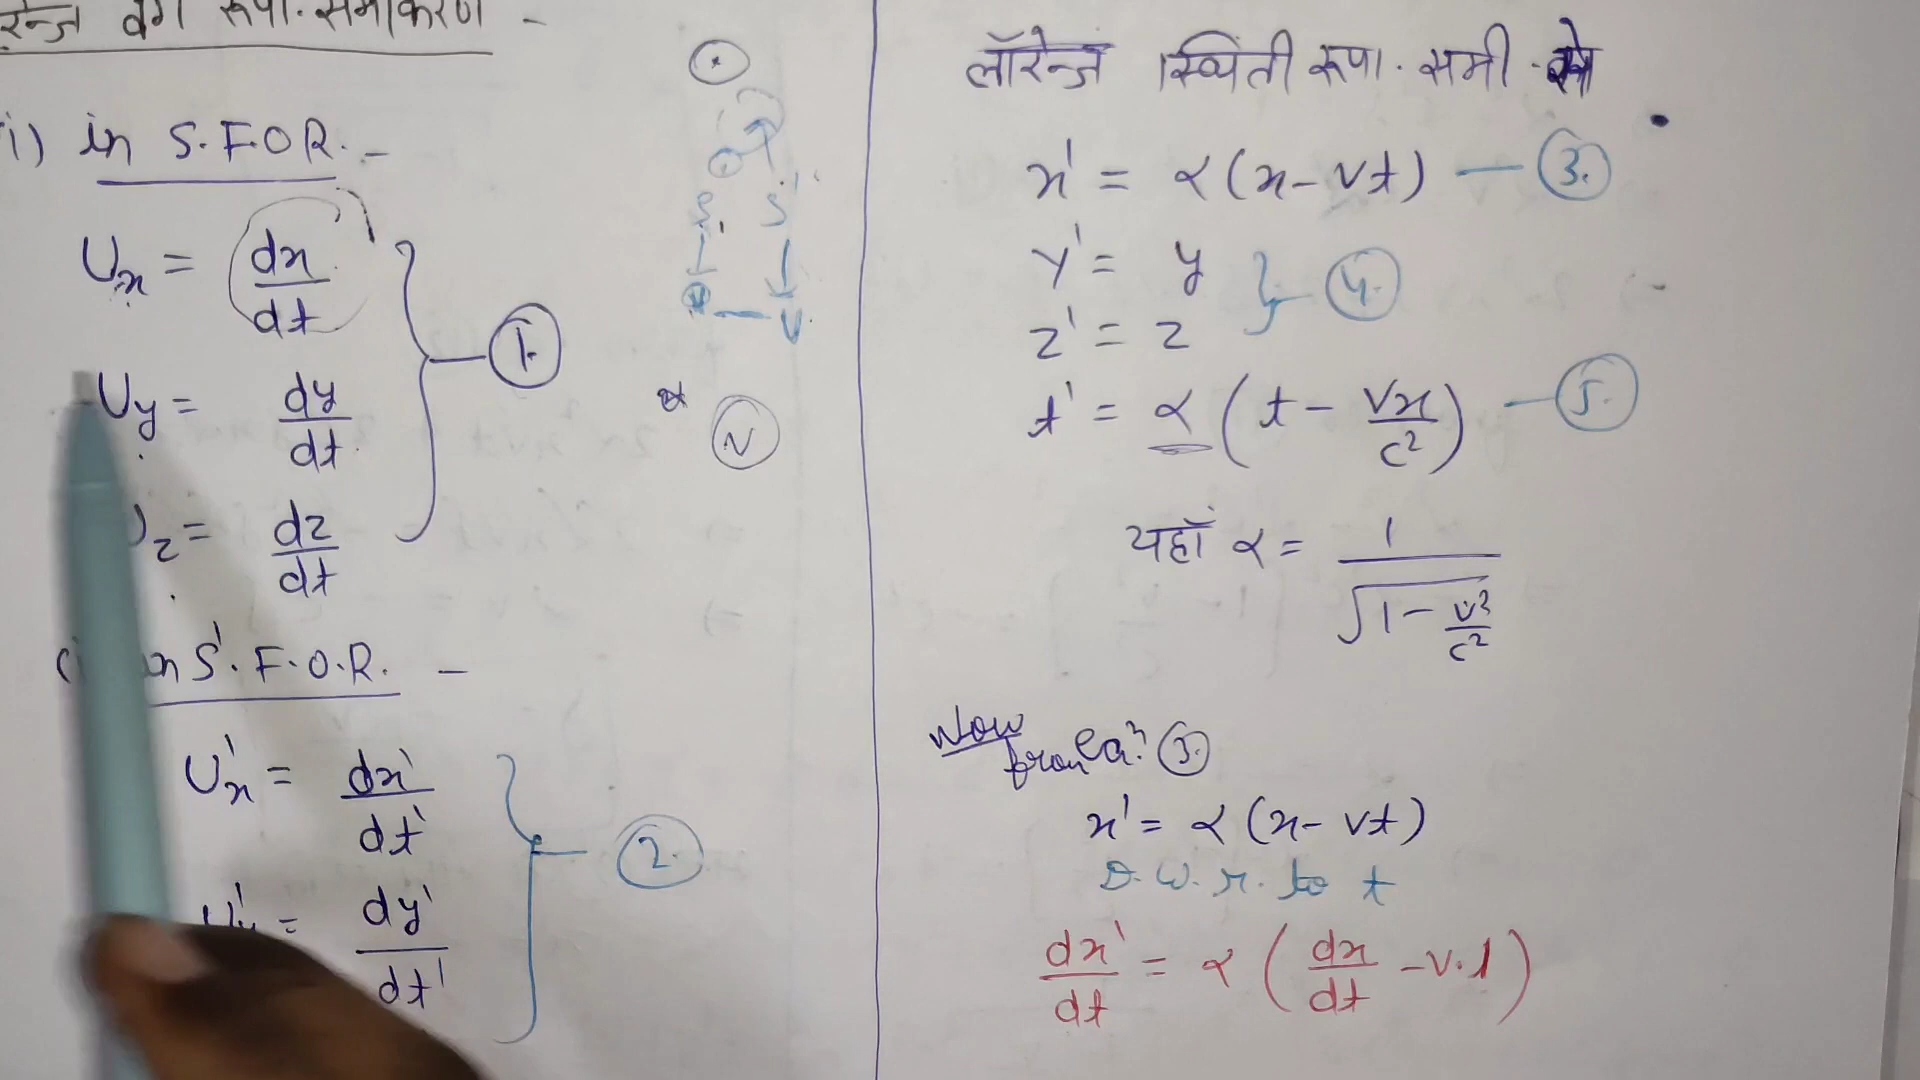 लॉरेन्ज वेग रूपा. समीकरण -
i) in S.F.O.R. -
Ux = dx/dt
Uy = dy/dt
z = dz/dt
1.
S S'
V
in S'. F.O.R. -
U'x = dx'/dt'
U'y = dy'/dt'
2.
लॉरेन्ज स्थिती रूपा. समी. से
x' = α (x - vt) — 3.
y' = y
z' = z
4.
t' = α (t - vx/c²) — 5.
यहाँ α = 1/√1 - v²/c²
Now
from Eqⁿ 3.
x' = α (x - vt)
D. w. r. to t
dx'/dt = α (dx/dt - v.1)